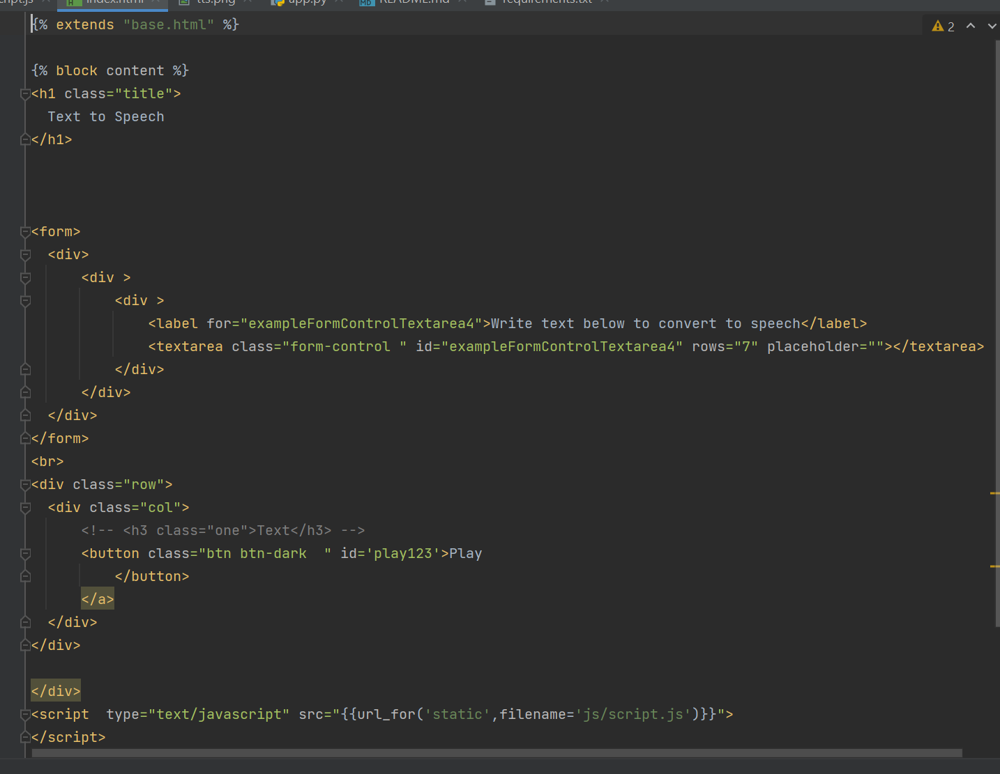 index.html tts.png app.py README.md requirements.txt
{% extends "base.html" %}
2
{% block content %}
<h1 class="title">
Text to Speech
</h1>
<form>
<div>
<div >
<div >
<label for="exampleFormControlTextarea4">Write text below to convert to speech</label>
<textarea class="form-control " id="exampleFormControlTextarea4" rows="7" placeholder=""></textarea>
</div>
</div>
</div>
</form>
<br>
<div class="row">
<div class="col">
<!-- <h3 class="one">Text</h3> -->
<button class="btn btn-dark  " id='play123'>Play
</button>
</a>
</div>
</div>
</div>
<script  type="text/javascript" src="{{url_for('static',filename='js/script.js')}}">
</script>